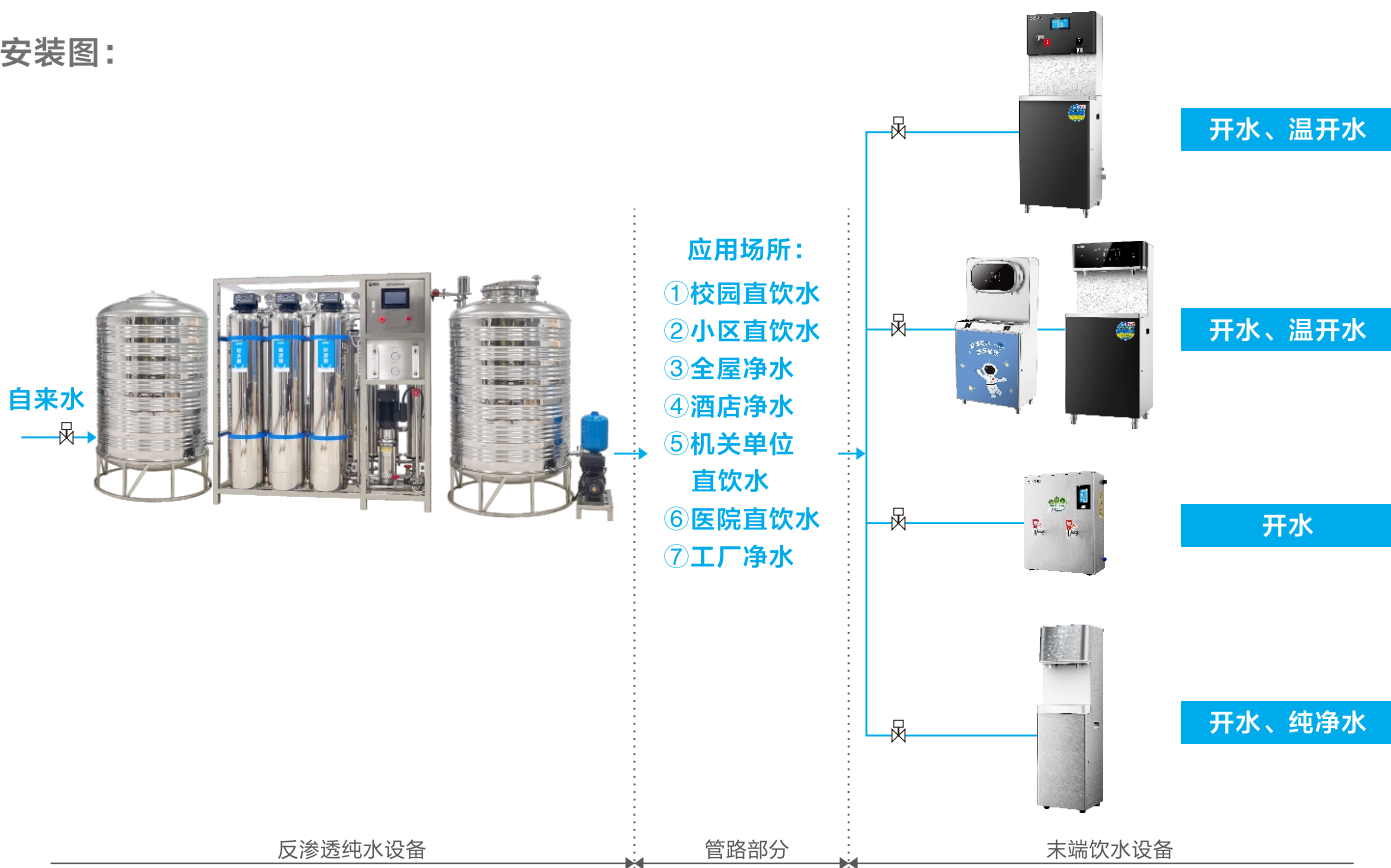 安装图：
开水、温开水
应用场所：
①校园直饮水
②小区直饮水
③全屋净水
④酒店净水
⑤机关单位
直饮水
⑥医院直饮水
⑦工厂净水
自来水
开水、温开水
开水
开水、纯净水
反渗透纯水设备
管路部分
末端饮水设备